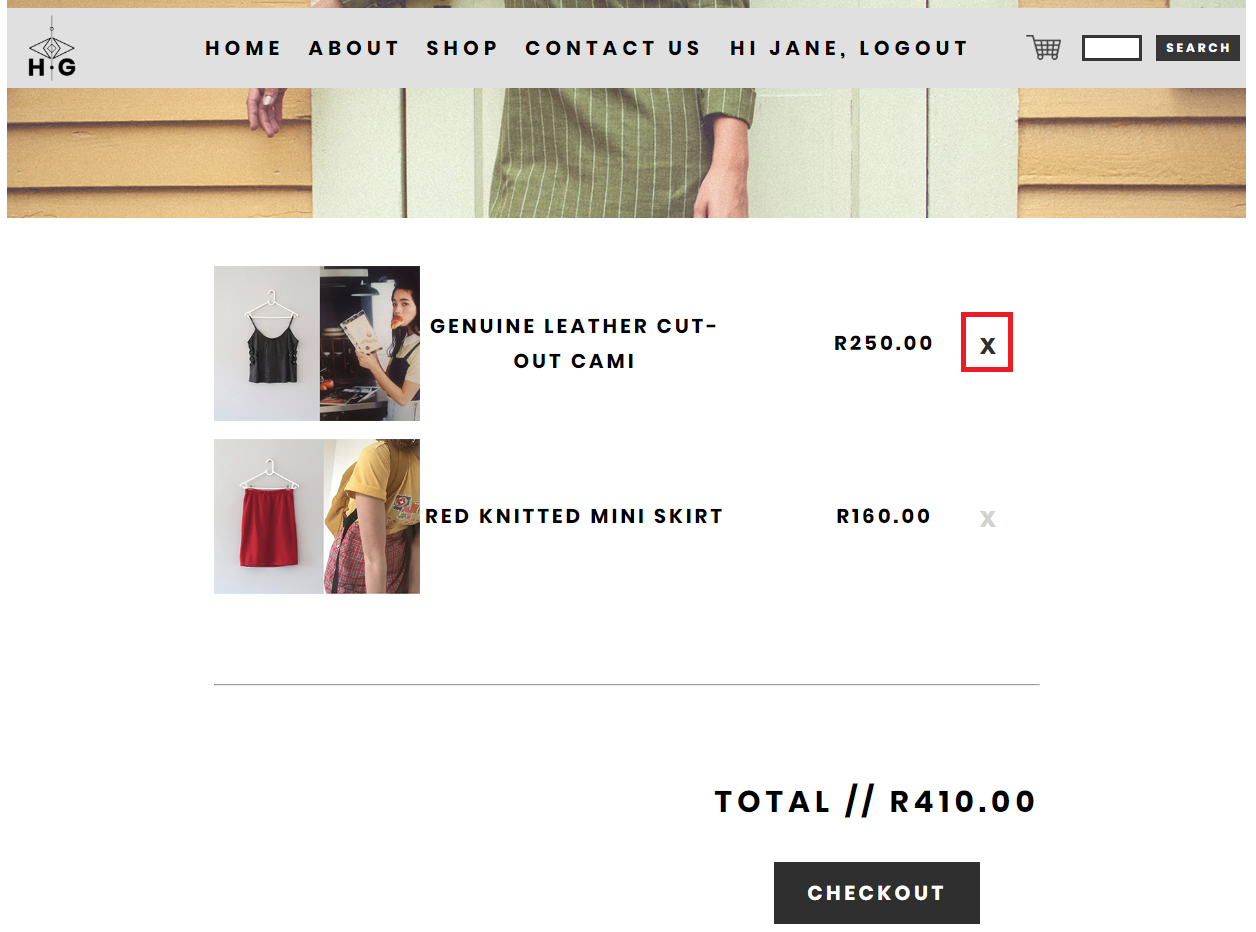 H·G
HOME ABOUT SHOP CONTACT US HI JANE, LOGOUT SEARCH
GENUINE LEATHER CUT-
OUT CAMI
R250.00 X
RED KNITTED MINI SKIRT R160.00 X
TOTAL // R410.00
CHECKOUT